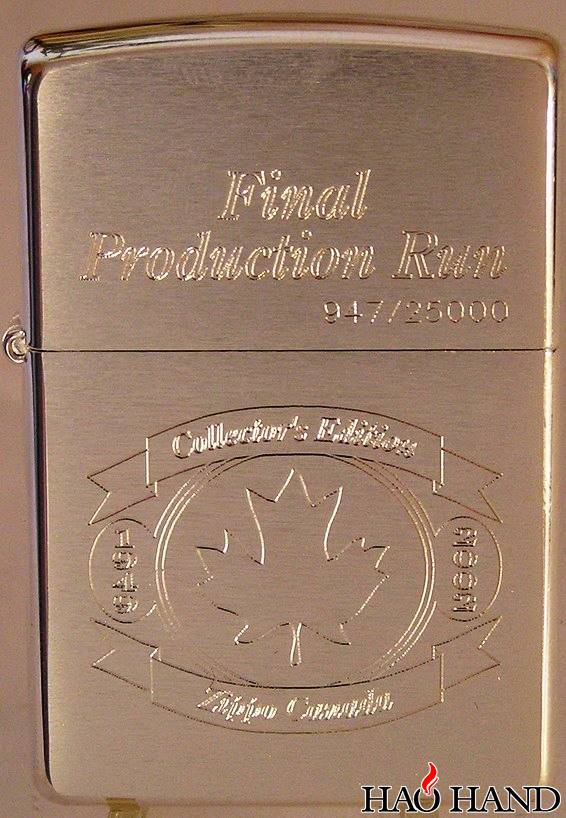 Final
Production Run
947/25000
Collector's Edition
1949
2002
Zippo Canada
HAO HAND